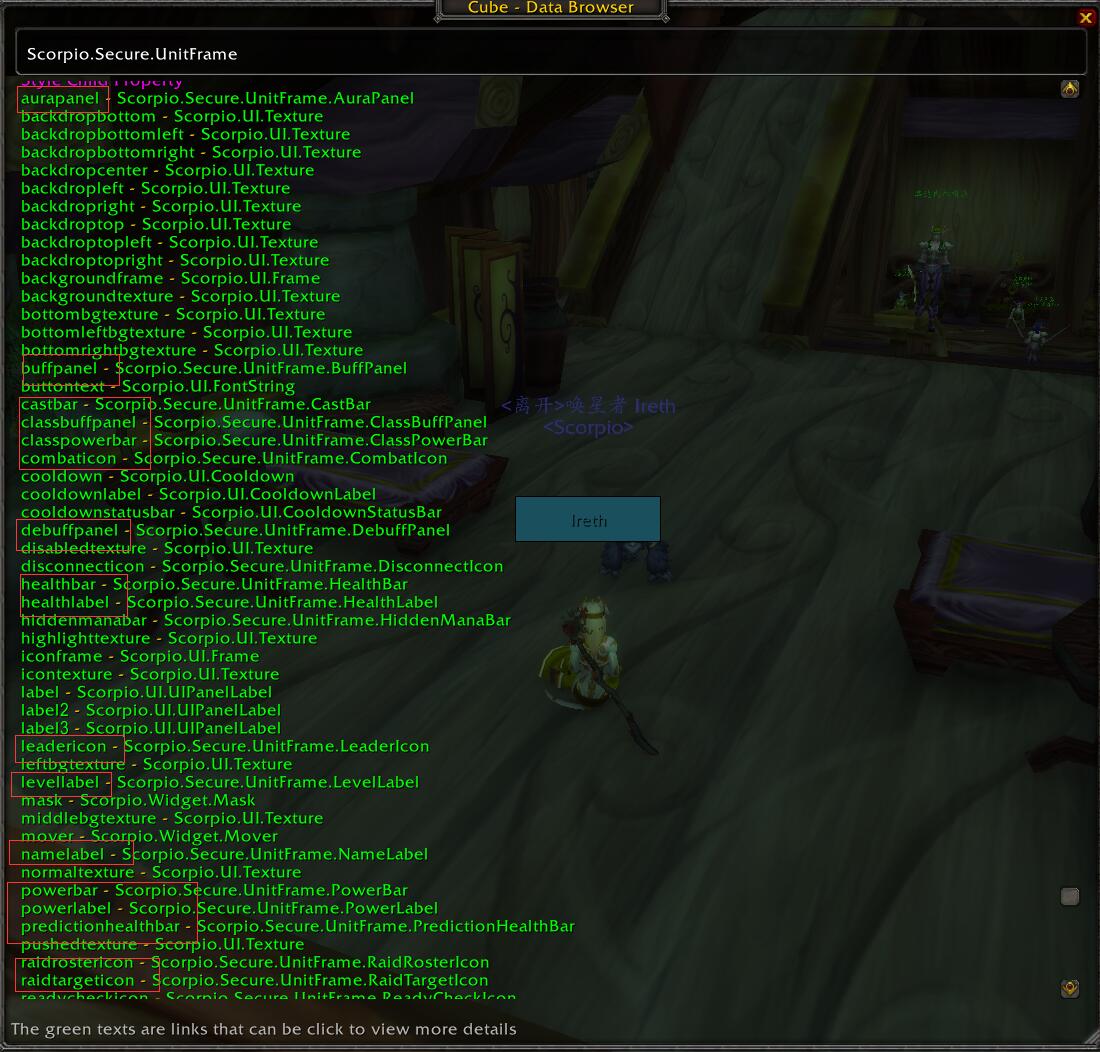 Cube - Data Browser
Scorpio.Secure.UnitFrame
Style Child Property
aurapanel - Scorpio.Secure.UnitFrame.AuraPanel
backdropbottom - Scorpio.UI.Texture
backdropbottomleft - Scorpio.UI.Texture
backdropbottomright - Scorpio.UI.Texture
backdropcenter - Scorpio.UI.Texture
backdropleft - Scorpio.UI.Texture
backdropright - Scorpio.UI.Texture
backdroptop - Scorpio.UI.Texture
backdroptopleft - Scorpio.UI.Texture
backdroptopright - Scorpio.UI.Texture
backgroundframe - Scorpio.UI.Frame
backgroundtexture - Scorpio.UI.Texture
bottombgtexture - Scorpio.UI.Texture
bottomleftbgtexture - Scorpio.UI.Texture
bottomrightbgtexture - Scorpio.UI.Texture
buffpanel - Scorpio.Secure.UnitFrame.BuffPanel
buttontext - Scorpio.UI.FontString
castbar - Scorpio.Secure.UnitFrame.CastBar
classbuffpanel - Scorpio.Secure.UnitFrame.ClassBuffPanel
classpowerbar - Scorpio.Secure.UnitFrame.ClassPowerBar
combaticon - Scorpio.Secure.UnitFrame.CombatIcon
cooldown - Scorpio.UI.Cooldown
cooldownlabel - Scorpio.UI.CooldownLabel
cooldownstatusbar - Scorpio.UI.CooldownStatusBar
debuffpanel - Scorpio.Secure.UnitFrame.DebuffPanel
disabledtexture - Scorpio.UI.Texture
disconnecticon - Scorpio.Secure.UnitFrame.DisconnectIcon
healthbar - Scorpio.Secure.UnitFrame.HealthBar
healthlabel - Scorpio.Secure.UnitFrame.HealthLabel
hiddenmanabar - Scorpio.Secure.UnitFrame.HiddenManaBar
highlighttexture - Scorpio.UI.Texture
iconframe - Scorpio.UI.Frame
icontexture - Scorpio.UI.Texture
label - Scorpio.UI.UIPanelLabel
label2 - Scorpio.UI.UIPanelLabel
label3 - Scorpio.UI.UIPanelLabel
leadericon - Scorpio.Secure.UnitFrame.LeaderIcon
leftbgtexture - Scorpio.UI.Texture
levellabel - Scorpio.Secure.UnitFrame.LevelLabel
mask - Scorpio.Widget.Mask
middlebgtexture - Scorpio.UI.Texture
mover - Scorpio.Widget.Mover
namelabel - Scorpio.Secure.UnitFrame.NameLabel
normaltexture - Scorpio.UI.Texture
powerbar - Scorpio.Secure.UnitFrame.PowerBar
powerlabel - Scorpio.Secure.UnitFrame.PowerLabel
predictionhealthbar - Scorpio.Secure.UnitFrame.PredictionHealthBar
pushedtexture - Scorpio.UI.Texture
raidrostericon - Scorpio.Secure.UnitFrame.RaidRosterIcon
raidtargeticon - Scorpio.Secure.UnitFrame.RaidTargetIcon
readycheckicon - Scorpio.Secure.UnitFrame.ReadyCheckIcon
<离开>唤星者 Ireth
<Scorpio>
Ireth
The green texts are links that can be click to view more details